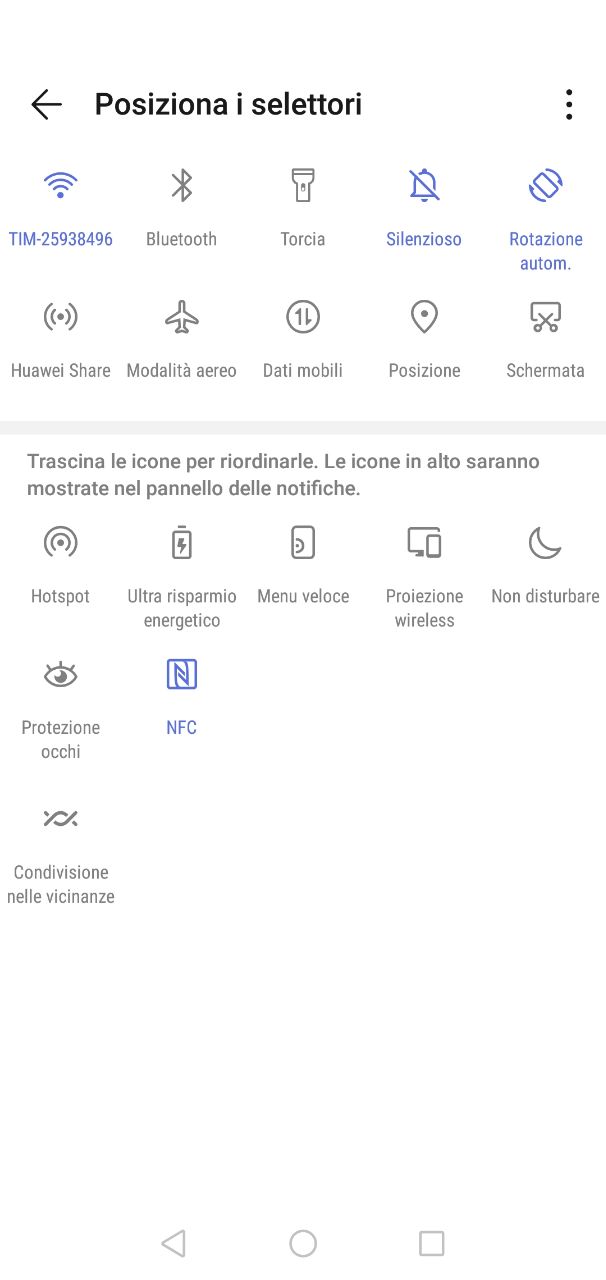 Posiziona i selettori
TIM-25938496
Bluetooth
Torcia
Silenzioso
Rotazione
autom.
Huawei Share
Modalità aereo
Dati mobili
Posizione
Schermata
Trascina le icone per riordinarle. Le icone in alto saranno
mostrate nel pannello delle notifiche.
Hotspot
Ultra risparmio
energetico
Menu veloce
Proiezione
wireless
Non disturbare
Protezione
occhi
NFC
Condivisione
nelle vicinanze